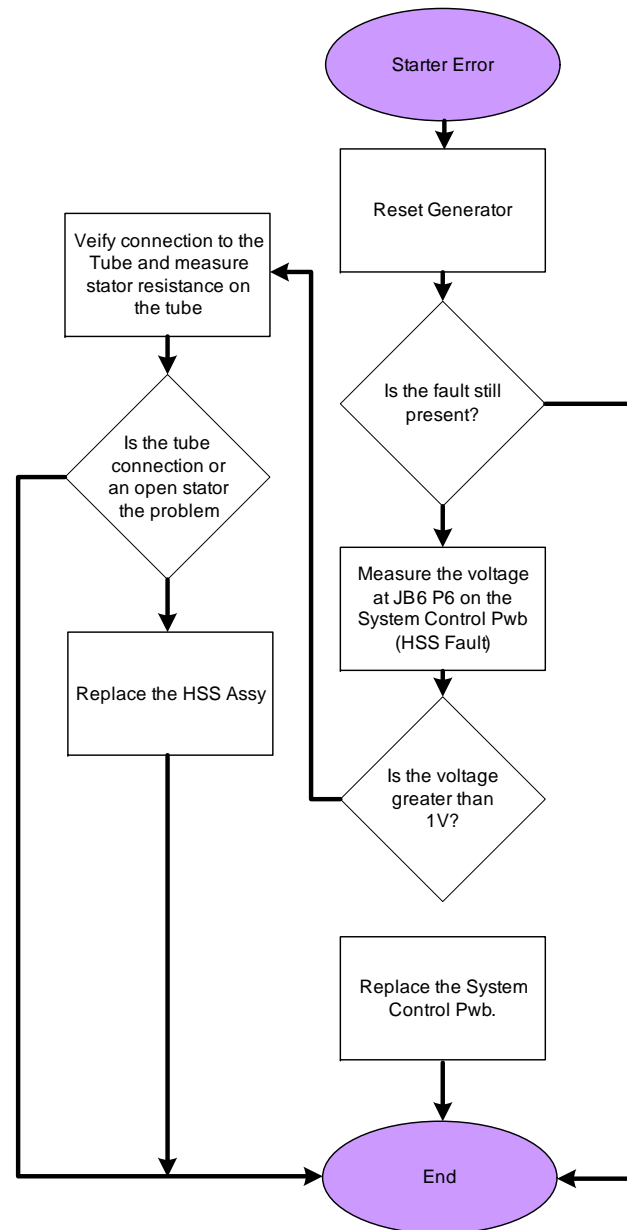 Starter Error
Reset Generator
Veify connection to the
Tube and measure
stator resistance on
the tube
Is the fault still
present?
Is the tube
connection or
an open stator
the problem
Measure the voltage
at JB6 P6 on the
System Control Pwb
(HSS Fault)
Replace the HSS Assy
Is the voltage
greater than
1V?
Replace the System
Control Pwb.
End